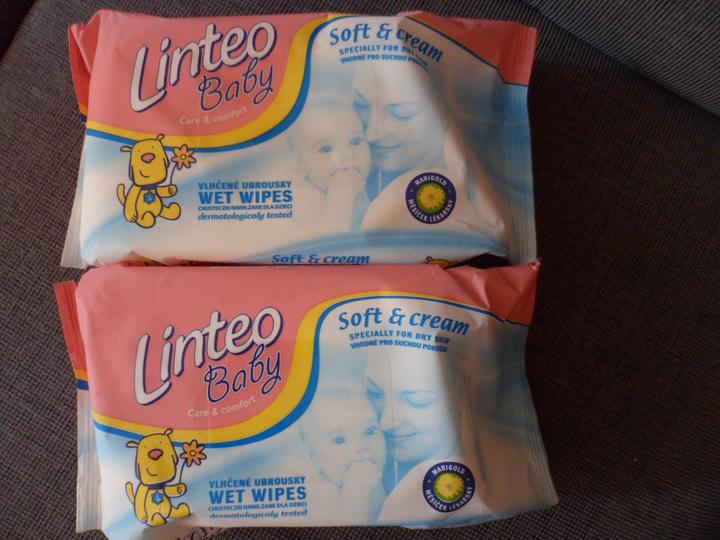 Linteo
Baby
Care & comfort
Soft & cream
SPECIALLY FOR DRY SKIN
VHODNÉ PRO SUCHOU POKOŽKU
VLHČENÉ UBROUSKY
WET WIPES
CHUSTECZKI NAWILŻANE DLA DZIECI
dermatologicaly tested
MARIGOLD
MĚSÍČEK LÉKAŘSKÝ
Soft & cream
Linteo
Baby
Care & comfort
Soft & cream
SPECIALLY FOR DRY SKIN
VHODNÉ PRO SUCHOU POKOŽKU
VLHČENÉ UBROUSKY
WET WIPES
CHUSTECZKI NAWILŻANE DLA DZIECI
dermatologicaly tested
MARIGOLD
MĚSÍČEK LÉKAŘSKÝ